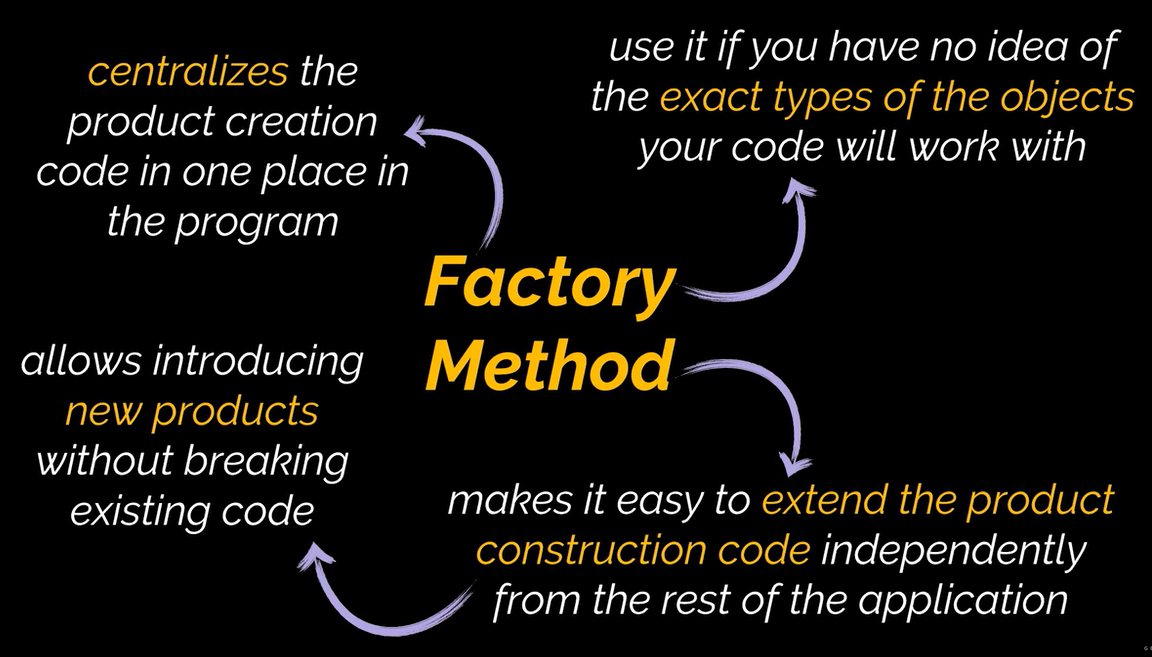 centralizes the
product creation
code in one place in
the program
use it if you have no idea of
the exact types of the objects
your code will work with
Factory
Method
allows introducing
new products
without breaking
existing code
makes it easy to extend the product
construction code independently
from the rest of the application